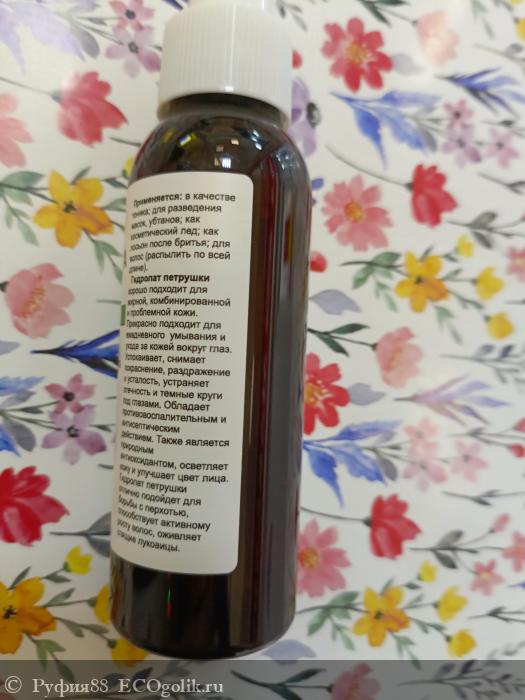 Применяется: в качестве
тоника; для разведения
масок, убтанов; как
косметический лед; как
лосьон после бритья; для
волос (распылить по всей
длине).
Гидролат петрушки
хорошо подходит для
жирной, комбинированной
и проблемной кожи.
Прекрасно подходит для
ежедневного умывания и
ухода за кожей вокруг глаз.
Успокаивает, снимает
покраснение, раздражение
и усталость, устраняет
отечность и темные круги
под глазами. Обладает
противовоспалительным и
антисептическим
действием. Также является
природным
антиоксидантом, осветляет
кожу и улучшает цвет лица.
Гидролат петрушки
отлично подойдет для
борьбы с перхотью,
способствует активному
росту волос, оживляет
спящие луковицы.
© Руфия88 ECOgolik.ru